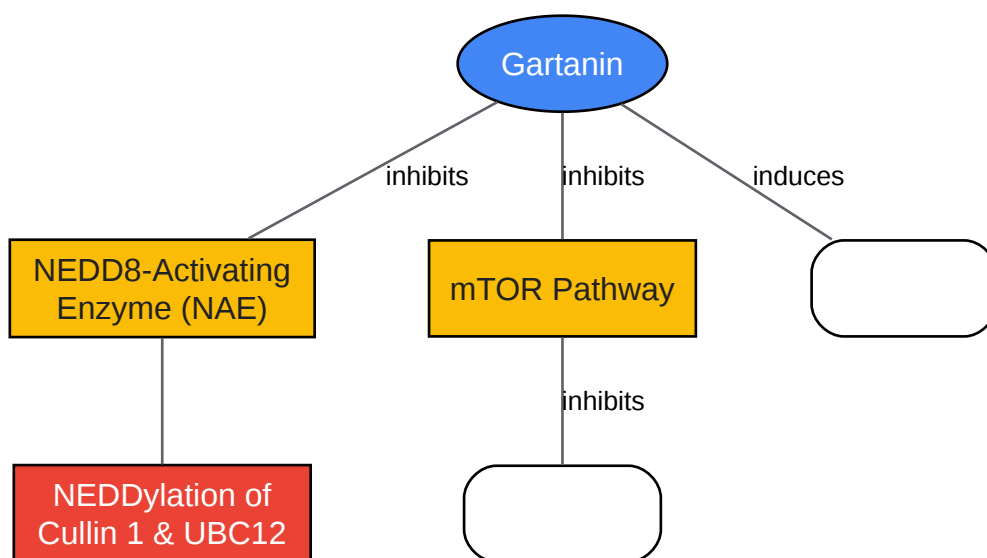 Gartanin
inhibits
inhibits
induces
NEDD8-Activating
Enzyme (NAE)
mTOR Pathway
inhibits
NEDDylation of
Cullin 1 & UBC12